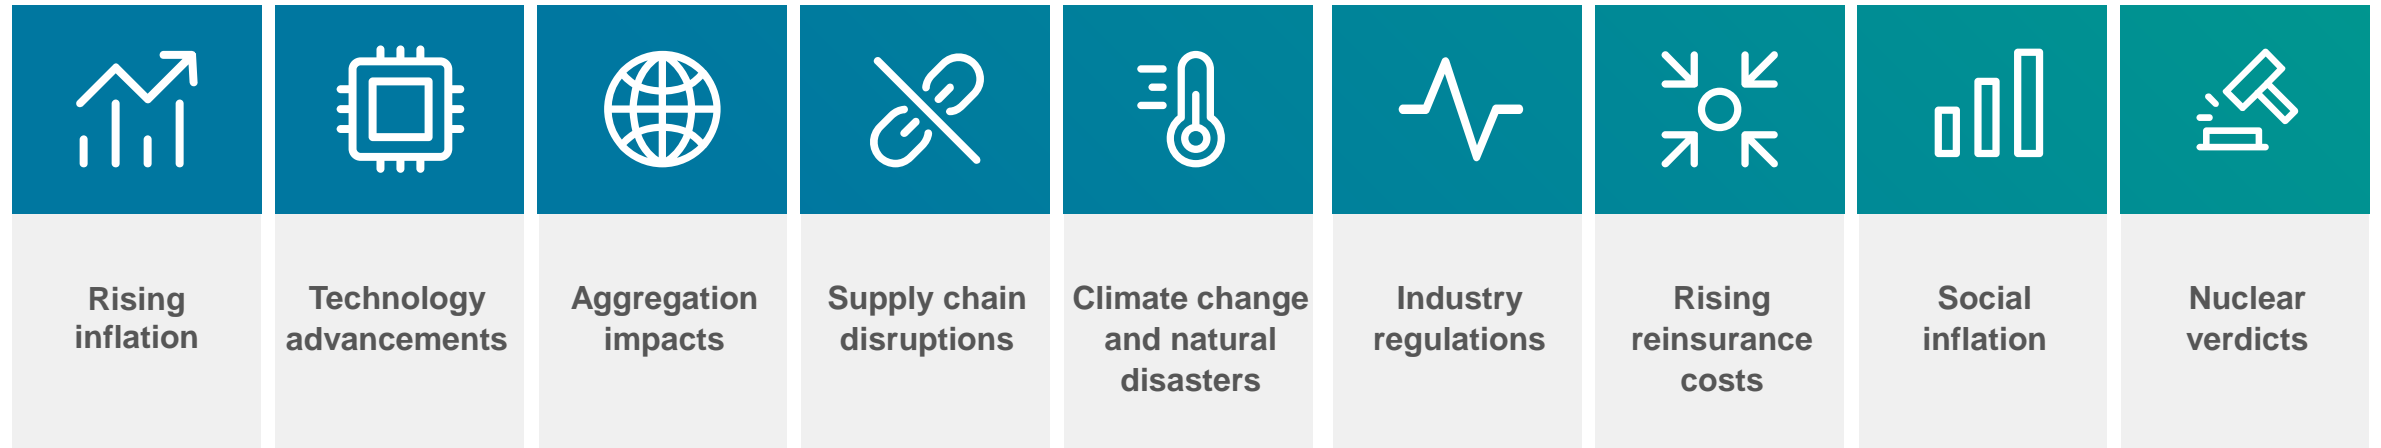 Rising
inflation
Technology
advancements
Aggregation
impacts
Supply chain
disruptions
Climate change
and natural
disasters
Industry
regulations
Rising
reinsurance
costs
Social
inflation
Nuclear
verdicts